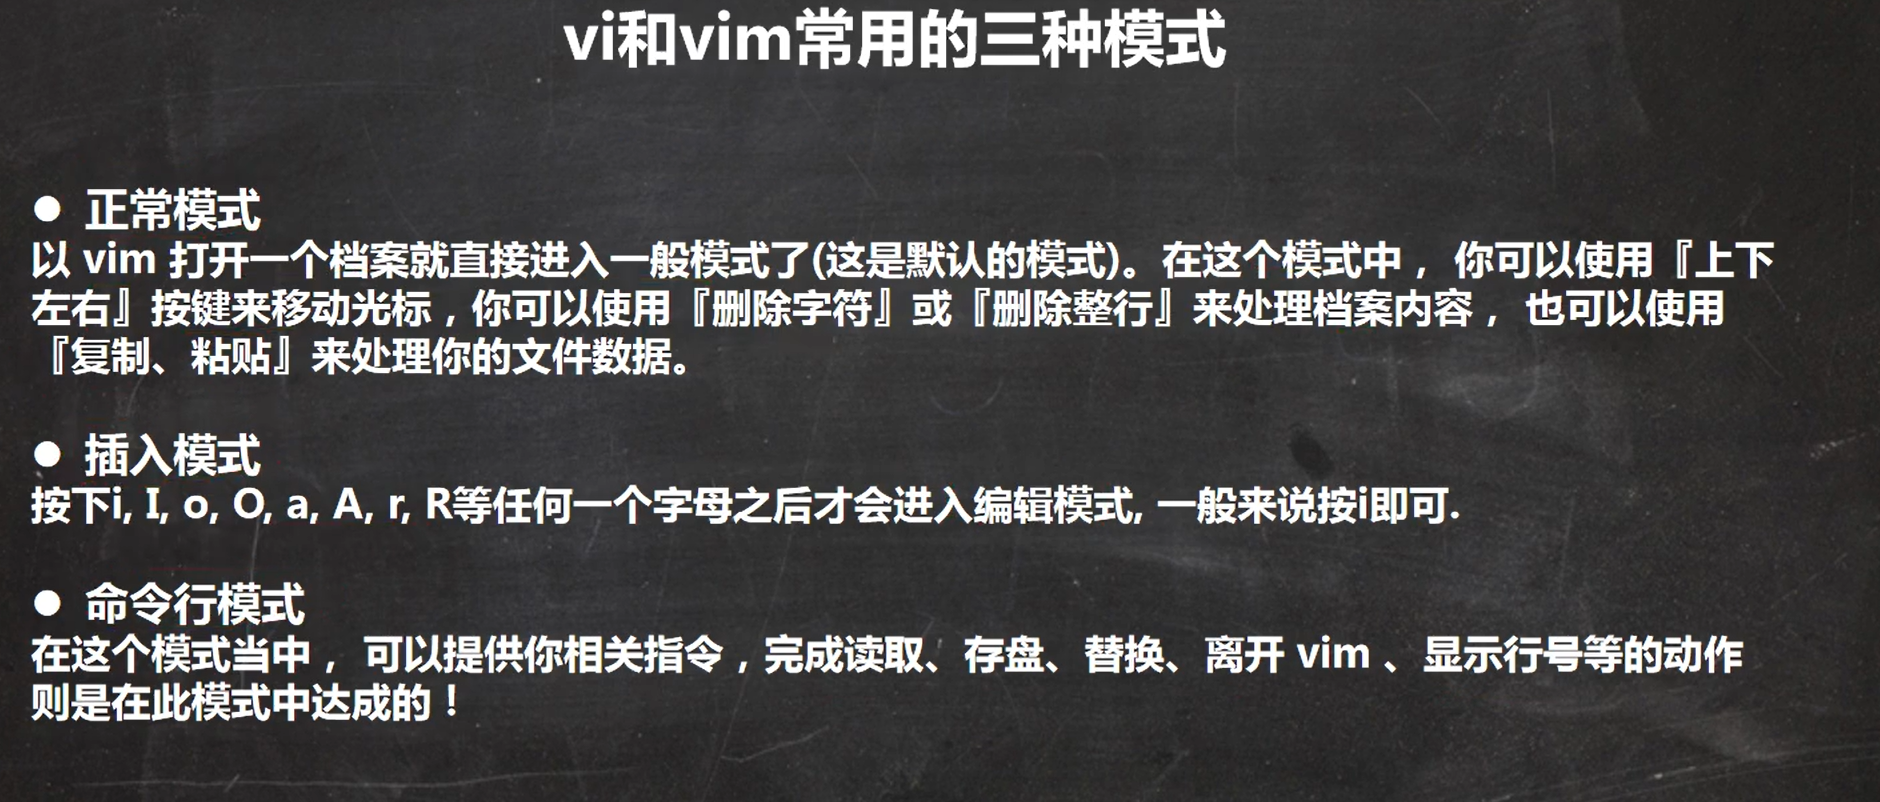 vi和vim常用的三种模式
● 正常模式
以 vim 打开一个档案就直接进入一般模式了(这是默认的模式)。在这个模式中， 你可以使用『上下
左右』按键来移动光标，你可以使用『删除字符』或『删除整行』来处理档案内容， 也可以使用
『复制、粘贴』来处理你的文件数据。
● 插入模式
按下i, I, o, O, a, A, r, R等任何一个字母之后才会进入编辑模式, 一般来说按i即可.
● 命令行模式
在这个模式当中， 可以提供你相关指令，完成读取、存盘、替换、离开 vim 、显示行号等的动作
则是在此模式中达成的！